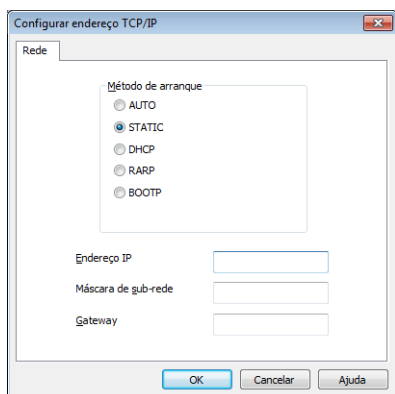 Configurar endereço TCP/IP
Rede
Método de arranque
AUTO
STATIC
DHCP
RARP
BOOTP
Endereço IP
Máscara de sub-rede
Gateway
OK Cancelar Ajuda